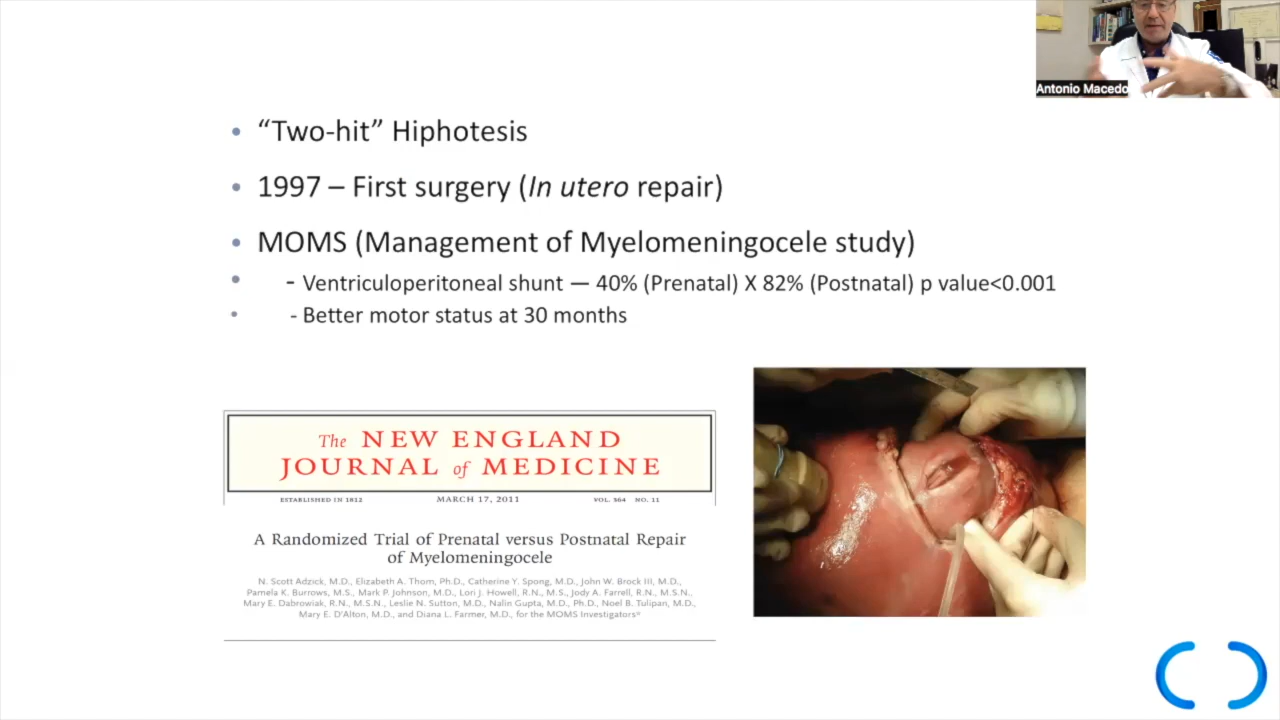 Antonio Macedo
• “Two-hit” Hiphotesis
• 1997 – First surgery (In utero repair)
• MOMS (Management of Myelomeningocele study)
• - Ventriculoperitoneal shunt — 40% (Prenatal) X 82% (Postnatal) p value<0.001
• - Better motor status at 30 months
The NEW ENGLAND
JOURNAL of MEDICINE
ESTABLISHED IN 1812 MARCH 17, 2011 VOL. 364 NO. 11
A Randomized Trial of Prenatal versus Postnatal Repair
of Myelomeningocele
N. Scott Adzick, M.D., Elizabeth A. Thom, Ph.D., Catherine Y. Spong, M.D., John W. Brock III, M.D.,
Pamela K. Burrows, M.S., Mark P. Johnson, M.D., Lori J. Howell, R.N., M.S., Jody A. Farrell, R.N., M.S.N.,
Mary E. Dabrowiak, R.N., M.S.N., Leslie N. Sutton, M.D., Nalin Gupta, M.D., Ph.D., Noel B. Tulipan, M.D.,
Mary E. D'Alton, M.D., and Diana L. Farmer, M.D., for the MOMS Investigators*